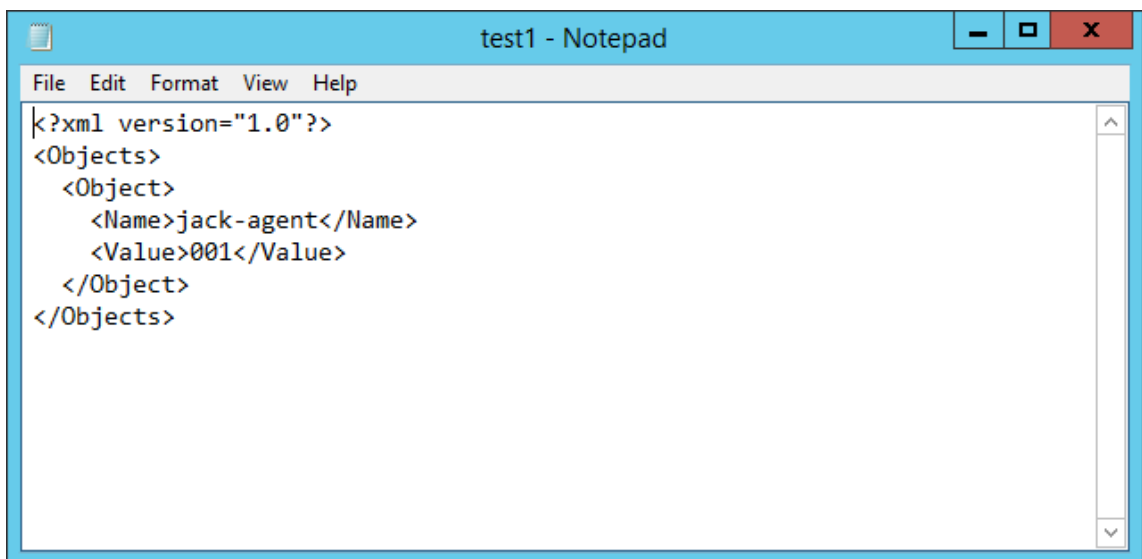 test1 - Notepad
File Edit Format View Help
<?xml version="1.0"?>
<Objects>
  <Object>
    <Name>jack-agent</Name>
    <Value>001</Value>
  </Object>
</Objects>